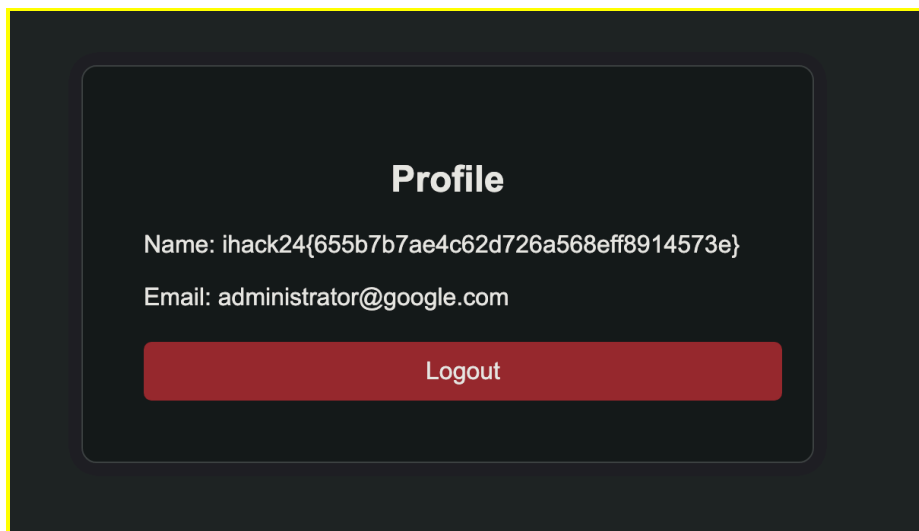 Profile
Name: ihack24{655b7b7ae4c62d726a568eff8914573e}
Email: administrator@google.com
Logout